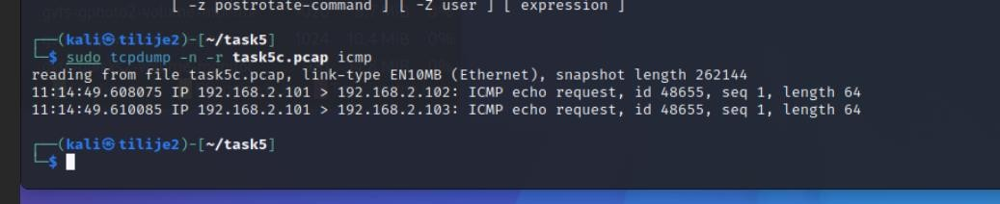 [ -z postrotate-command ] [ -Z user ] [ expression ]
┌──(kali㉿tilije2)-[~/task5]
└─$ sudo tcpdump -n -r task5c.pcap icmp
reading from file task5c.pcap, link-type EN10MB (Ethernet), snapshot length 262144
11:14:49.608075 IP 192.168.2.101 > 192.168.2.102: ICMP echo request, id 48655, seq 1, length 64
11:14:49.610085 IP 192.168.2.101 > 192.168.2.103: ICMP echo request, id 48655, seq 1, length 64
┌──(kali㉿tilije2)-[~/task5]
└─$